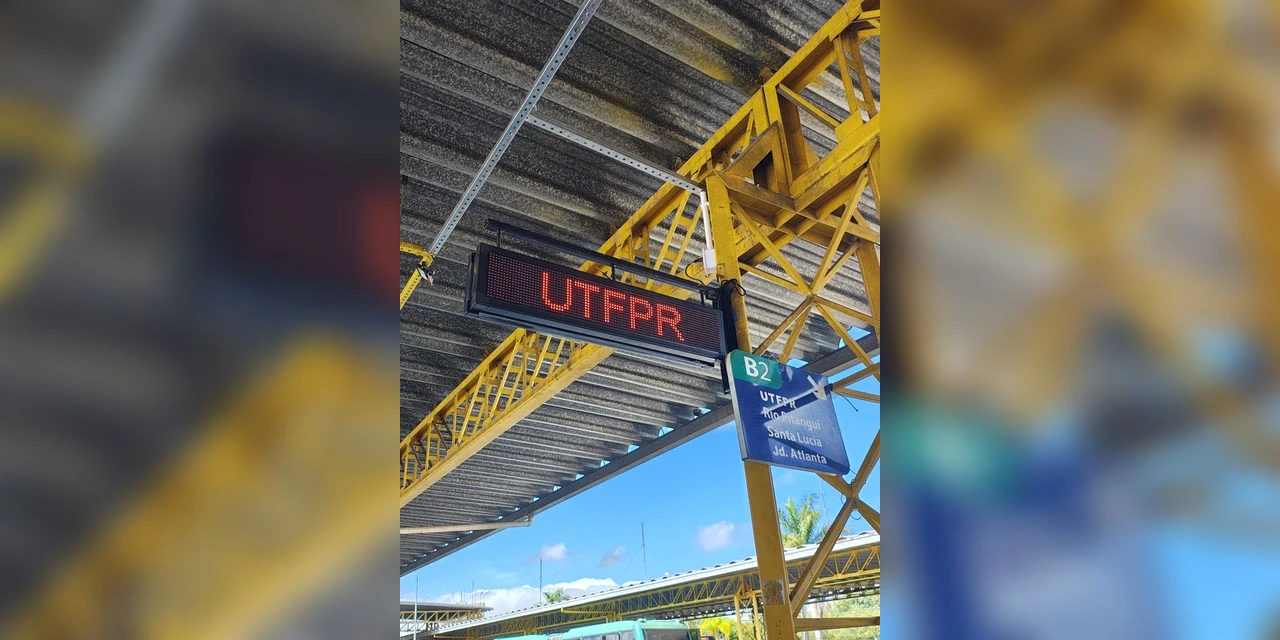 UTFPR
B2
UTFPR
Rio Pitangui
Santa Lucia
Jd. Atlanta